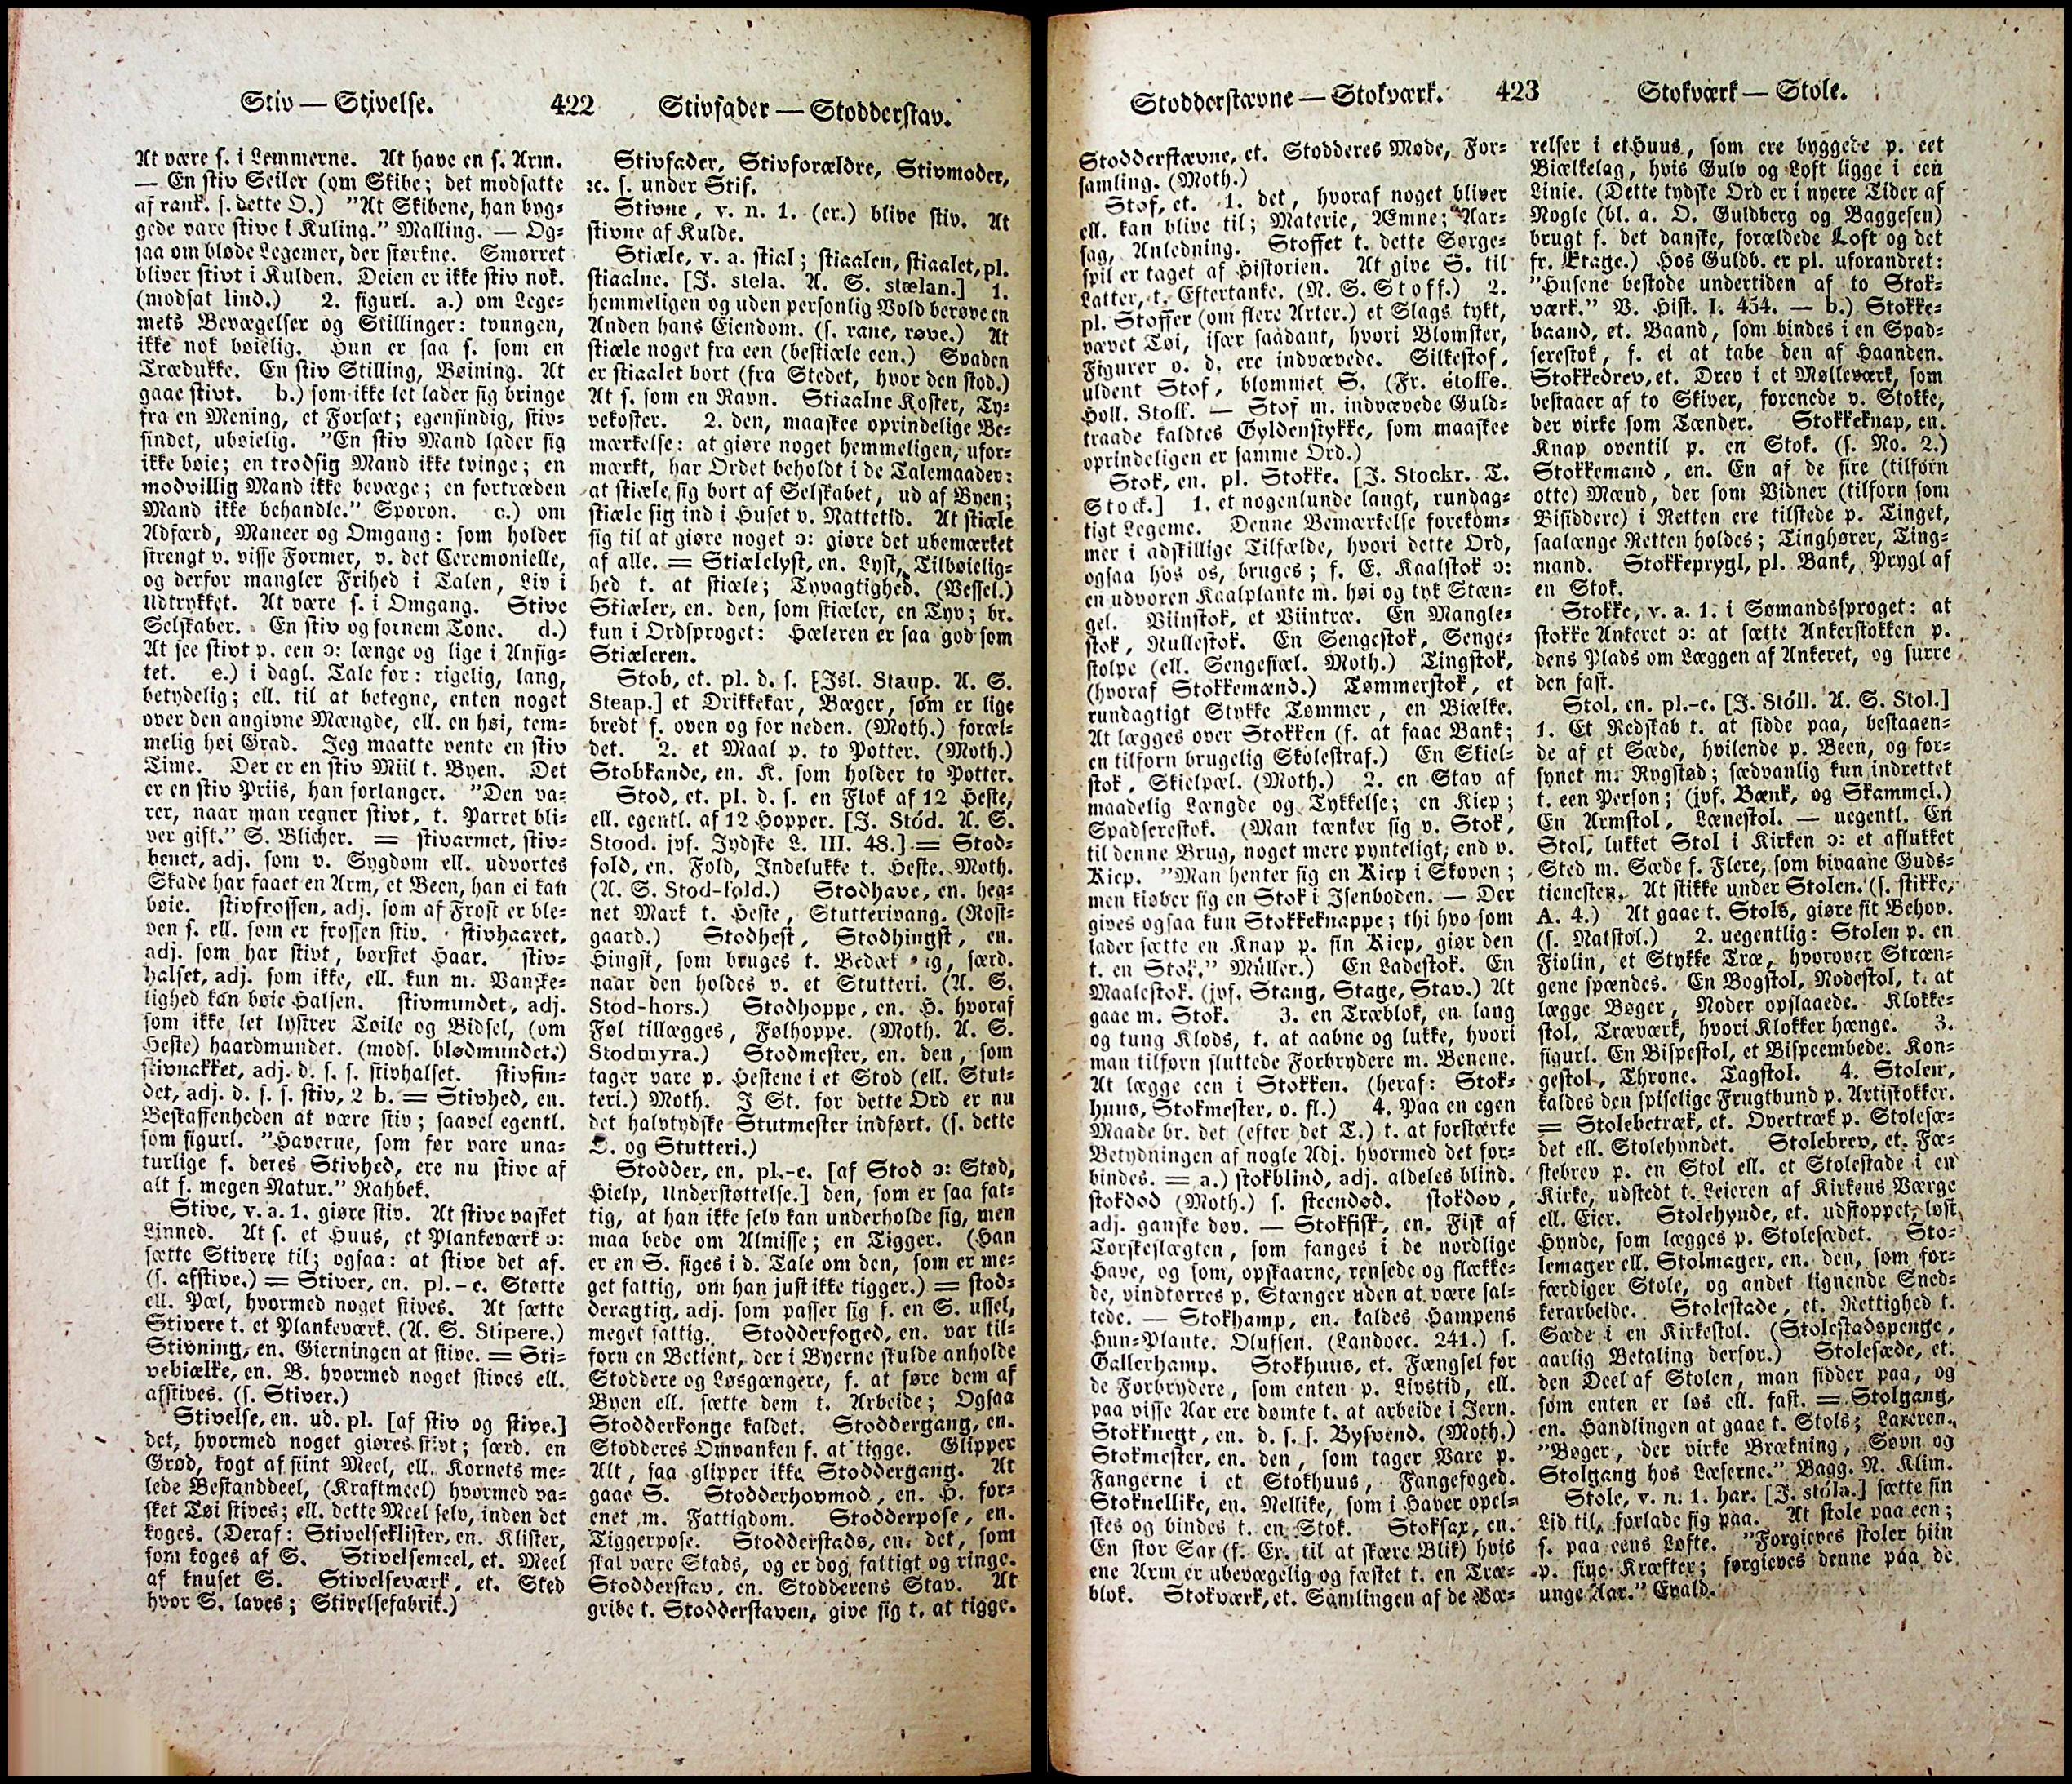 Stiv — Stivelse.
422
Stivfader — Stodderstav.
At være s. i Lemmerne. At have en s. Arm.
— En stiv Seiler (om Skibe; det modsatte
af rank. s. dette O.) "At Skibene, han byg-
gede vare stive i Kuling." Malling. — Og-
saa om bløde Legemer, der størkne. Smørret
bliver stivt i Kulden. Deien er ikke stiv nok.
(modsat lind.) 2. figurl. a.) om Lege-
mets Bevægelser og Stillinger: tvungen,
ikke nok bøielig. Hun er saa s. som en
Trædukke. En stiv Stilling, Bøining. At
gaae stivt. b.) som ikke let lader sig bringe
fra en Mening, et Forsæt; egensindig, stiv-
sindet, ubøielig. "En stiv Mand lader sig
ikke bøie; en trodsig Mand ikke tvinge; en
modvillig Mand ikke bevæge; en fortræden
Mand ikke behandle." Sporon. c.) om
Adfærd, Maneer og Omgang: som holder
strengt v. visse Former, v. det Ceremonielle,
og derfor mangler Frihed i Talen, Liv i
Udtrykket. At være s. i Omgang. Stive
Selskaber. En stiv og fornem Tone. d.)
At see stivt p. een ɔ: længe og lige i Ansig-
tet. e.) i dagl. Tale for: rigelig, lang,
betydelig; ell. til at betegne, enten noget
over den angivne Mængde, ell. en høi, tem-
melig høi Grad. Jeg maatte vente en stiv
Time. Der er en stiv Miil t. Byen. Det
er en stiv Priis, han forlanger. "Den va-
rer, naar man regner stivt, t. Parret bli-
ver gift." S. Blicher. = stivarmet, stiv-
benet, adj. som v. Sygdom ell. udvortes
Skade har faaet en Arm, et Been, han ei kan
bøie. stivfrossen, adj. som af Frost er ble-
ven s. ell. som er frossen stiv. stivhaaret,
adj. som har stivt, børstet Haar. stiv-
halset, adj. som ikke, ell. kun m. Vanske-
lighed kan bøie Halsen. stivmundet, adj.
som ikke let lystrer Tøile og Bidsel, (om
Heste) haardmundet. (mods. blødmundet.)
stivnakket, adj. d. s. s. stivhalset. stivsin-
det, adj. d. s. s. stiv, 2 b. = Stivhed, en.
Beskaffenheden at være stiv; saavel egentl.
som figurl. "Haverne, som før vare una-
turlige f. deres Stivhed, ere nu stive af
alt f. megen Natur." Rahbek.
Stive, v. a. 1. giøre stiv. At stive vasket
Linned. At s. et Huus, et Plankeværk ɔ:
sætte Stivere til; ogsaa: at stive det af.
(s. afstive.) = Stiver, en. pl. -e. Støtte
ell. Pæl, hvormed noget stives. At sætte
Stivere t. et Plankeværk. (A. S. Stipere.)
Stivning, en. Gierningen at stive. = Sti-
vebiælke, en. B. hvormed noget stives ell.
afstives. (s. Stiver.)
Stivelse, en. ud. pl. [af stiv og stive.]
det, hvormed noget giøres stivt; særd. en
Grød, kogt af fiint Meel, ell. Kornets me-
lede Bestanddeel, (Kraftmeel) hvormed va-
sket Tøi stives; ell. dette Meel selv, inden det
koges. (Deraf: Stivelseklister, en. Klister,
som koges af S. Stivelsemeel, et. Meel
af knuset S. Stivelseværk, et. Sted
hvor S. laves; Stivelsefabrik.)
Stivfader, Stivforældre, Stivmoder,
ꝛc. s. under Stif.
Stivne, v. n. 1. (er.) blive stiv. At
stivne af Kulde.
Stiæle, v. a. stial; stiaalen, stiaalet, pl.
stiaalne. [J. stela. A. S. stælan.] 1.
hemmeligen og uden personlig Vold berøve en
Anden hans Eiendom. (s. rane, røve.) At
stiæle noget fra een (bestiæle een.) Svaden
er stiaalet bort (fra Stedet, hvor den stod.)
At s. som en Ravn. Stiaalne Koster, Ty-
vekoster. 2. den, maaskee oprindelige Be-
mærkelse: at giøre noget hemmeligen, ufor-
mærkt, har Ordet beholdt i de Talemaader:
at stiæle sig bort af Selskabet, ud af Byen;
stiæle sig ind i Huset v. Nattetid. At stiæle
sig til at giøre noget ɔ: giøre det ubemærket
af alle. = Stiælelyst, en. Lyst, Tilbøielig-
hed t. at stiæle; Tyvagtighed. (Vessel.)
Stiæler, en. den, som stiæler, en Tyv; br.
kun i Ordsproget: Hæleren er saa god som
Stiæleren.
Stob, et. pl. d. s. [Isl. Staup. A. S.
Steap.] et Drikkekar, Bæger, som er lige
bredt f. oven og for neden. (Moth.) foræl-
det. 2. et Maal p. to Potter. (Moth.)
Stobkande, en. K. som holder to Potter.
Stod, et. pl. d. s. en Flok af 12 Heste,
ell. egentl. af 12 Hopper. [J. Stód. A. S.
Stood. jvf. Jydske L. III. 48.] = Stod-
fold, en. Fold, Indelukke t. Heste. Moth.
(A. S. Stod-fold.) Stodhave, en. heg-
net Mark t. Heste, Stutterivang. (Rost-
gaard.) Stodhest, Stodhingst, en.
Hingst, som bruges t. særd.
naar den holdes v. et Stutteri. (A. S.
Stod-hors.) Stodhoppe, en. H. hvoraf
Føl tillægges, Følhoppe. (Moth. A. S.
Stodmyra.) Stodmester, en. den, som
tager vare p. Hestene i et Stod (ell. Stut-
teri.) Moth. I St. for dette Ord er nu
det halvtydske Stutmester indført. (s. dette
O. og Stutteri.)
Stodder, en. pl.-e. [af Stod ɔ: Stød,
Hielp, Understøttelse.] den, som er saa fat-
tig, at han ikke selv kan underholde sig, men
maa bede om Almisse; en Tigger. (Han
er en S. siges i d. Tale om den, som er me-
get fattig, om han just ikke tigger.) = stod-
deragtig, adj. som passer sig f. en S. ussel,
meget fattig. Stodderfoged, en. var til-
forn en Betient, der i Byerne skulde anholde
Stoddere og Løsgængere, f. at føre dem af
Byen ell. sætte dem t. Arbeide; Ogsaa
Stodderkonge kaldet. Stoddergang, en.
Stodderes Omvanken f. at tigge. Glipper
Alt, saa glipper ikke Stoddergang. At
gaae S. Stodderhovmod, en. H. for-
enet m. Fattigdom. Stodderpose, en.
Tiggerpose. Stodderstads, en. det, som
skal være Stads, og er dog fattigt og ringe.
Stodderstav, en. Stodderens Stav. At
gribe t. Stodderstaven, give sig t. at tigge.
Stodderstævne — Stokværk.
423
Stokværk — Stole.
Stodderstævne, et. Stodderes Møde, For-
samling. (Moth.)
Stof, et. 1. det, hvoraf noget bliver
ell. kan blive til; Materie, Æmne; Aar-
sag, Anledning. Stoffet t. dette Sørge-
spil er taget af Historien. At give S. til
Latter, t. Eftertanke. (N. S. Stoff.) 2.
pl. Stoffer (om flere Arter.) et Slags tykt,
vævet Tøi, især saadant, hvori Blomster,
Figurer o. d. ere indvævede. Silkestof,
uldent Stof, blommet S. (Fr. étoffe.
Holl. Stoff. — Stof m. indvævede Guld-
traade kaldtes Gyldenstykke, som maaskee
oprindeligen er samme Ord.)
Stok, en. pl. Stokke. [J. Stockr. T.
Stock.] 1. et nogenlunde langt, rundag-
tigt Legeme. Denne Bemærkelse forekom-
mer i adskillige Tilfælde, hvori dette Ord,
ogsaa hos os, bruges; f. E. Kaalstok ɔ:
en udvoren Kaalplante m. høi og tyk Stæn-
gel. Viinstok, et Viintræ. En Mangle-
stok, Rullestok. En Sengestok, Senge-
stolpe (ell. Sengefiæl. Moth.) Tingstok,
(hvoraf Stokkemænd.) Tømmerstok, et
rundagtigt Stykke Tømmer, en Biælke.
At lægges over Stokken (f. at faae Bank;
en tilforn brugelig Skolestraf.) En Skiel-
stok, Skielpæl. (Moth.) 2. en Stav af
maadelig Længde og Tykkelse; en Kiep;
Spadserestok. (Man tænker sig v. Stok,
til denne Brug, noget mere pynteligt, end v.
Kiep. "Man henter sig en Kiep i Skoven;
men kiøber sig en Stok i Isenboden. — Der
gives ogsaa kun Stokkeknappe; thi hvo som
lader sætte en Knap p. sin Kiep, giør den
t. en Stok." Müller.) En Ladestok. En
Maalestok. (jvf. Stang, Stage, Stav.) At
gaae m. Stok. 3. en Træblok, en lang
og tung Klods, t. at aabne og lukke, hvori
man tilforn sluttede Forbrydere m. Benene.
At lægge een i Stokken. (heraf: Stok-
huus, Stokmester, o. fl.) 4. Paa en egen
Maade br. det (efter det T.) t. at forstærke
Betydningen af nogle Adj. hvormed det for-
bindes. = a.) stokblind, adj. aldeles blind.
stokdød (Moth.) s. steendød. stokdøv,
adj. ganske døv. — Stokfisk, en. Fisk af
Torskeslægten, som fanges i de nordlige
Have, og som, opskaarne, rensede og flække-
de, vindtørres p. Stænger uden at være sal-
tede. — Stokhamp, en. kaldes Hampens
Hun-Plante. Olufsen. (Landoec. 241.) s.
Gallerhamp. Stokhuus, et. Fængsel for
de Forbrydere, som enten p. Livstid, ell.
paa visse Aar ere dømte t. at arbeide i Jern.
Stokknegt, en. d. s. s. Bysvend. (Moth.)
Stokmester, en. den, som tager Vare p.
Fangerne i et Stokhuus, Fangefoged.
Stoknellike, en. Nellike, som i Haver opel-
skes og bindes t. en Stok. Stoksax, en.
En stor Sax (f. Ex. til at skære Blik) hvis
ene Arm er ubevægelig og fæstet t. en Træ-
blok. Stokværk, et. Samlingen af de Væ-
relser i et Huus, som ere byggede p. eet
Biælkelag, hvis Gulv og Loft ligge i een
Linie. (Dette tydske Ord er i nyere Tider af
Nogle (bl. a. O. Guldberg og Baggesen)
brugt f. det danske, forældede Loft og det
fr. Etage.) Hos Guldb. er pl. uforandret:
"Husene bestode undertiden af to Stok-
værk." V. Hist. I. 454. — b.) Stokke-
baand, et. Baand, som bindes i en Spad-
serestok, f. ei at tabe den af Haanden.
Stokkedrev, et. Drev i et Mølleværk, som
bestaaer af to Skiver, forenede v. Stokke,
der virke som Tænder. Stokkeknap, en.
Knap oventil p. en Stok. (s. No. 2.)
Stokkemand, en. En af de fire (tilforn
otte) Mænd, der som Vidner (tilforn som
Bisiddere) i Retten ere tilstede p. Tinget,
saalænge Retten holdes; Tinghører, Ting-
mand. Stokkeprygl, pl. Bank, Prygl af
en Stok.
Stokke, v. a. 1. i Sømandssproget: at
stokke Ankeret ɔ: at sætte Ankerstokken p.
dens Plads om Læggen af Ankeret, og surre
den fast.
Stol, en. pl.-e. [J. Stóll. A. S. Stol.]
1. Et Redskab t. at sidde paa, bestaaen-
de af et Sæde, hvilende p. Been, og for-
synet m. Rygstød; sædvanlig kun indrettet
t. een Person; (jvf. Bænk, og Skammel.)
En Armstol, Lænestol. — uegentl. En
Stol, lukket Stol i Kirken ɔ: et aflukket
Sted m. Sæde f. Flere, som bivaane Guds-
tienesten. At stikke under Stolen. (s. stikke,
A. 4.) At gaae t. Stols, giøre sit Behov.
(s. Natstol.) 2. uegentlig: Stolen p. en
Fiolin, et Stykke Træ, hvorover Stræn-
gene spændes. En Bogstol, Nodestol, t. at
lægge Bøger, Noder opslaaede. Klokke-
stol, Træværk, hvori Klokker hænge. 3.
figurl. En Bispestol, et Bispeembede. Kon-
gestol, Throne. Tagstol. 4. Stolen,
kaldes den spiselige Frugtbund p. Artiskokker.
= Stolebetræk, et. Overtræk p. Stolesæ-
det ell. Stolehyndet. Stolebrev, et. Fæ-
stebrev p. en Stol ell. et Stolestade i en
Kirke, udstedt t. Leieren af Kirkens Værge
ell. Eier. Stolehynde, et. udstoppet, løst
Hynde, som lægges p. Stolesædet. Sto-
lemager ell. Stolmager, en. den, som for-
færdiger Stole, og andet lignende Sned-
kerarbeide. Stolestade, et. Rettighed t.
Sæde i en Kirkestol. (Stolestadspenge,
aarlig Betaling derfor.) Stolesæde, et.
den Deel af Stolen, man sidder paa, og
som enten er løs ell. fast. = Stolgang,
en. Handlingen at gaae t. Stols; Laxeren.
"Bøger, der virke Brækning, Søvn og
Stolgang hos Læserne." Bagg. N. Klim.
Stole, v. n. 1. har. [J. stóla.] sætte sin
Lid til, forlade sig paa. At stole paa een;
s. paa eens Løfte. "Forgieves stoler hiin
p. sine Kræfter; forgieves denne paa de
unge Aar." Evald.